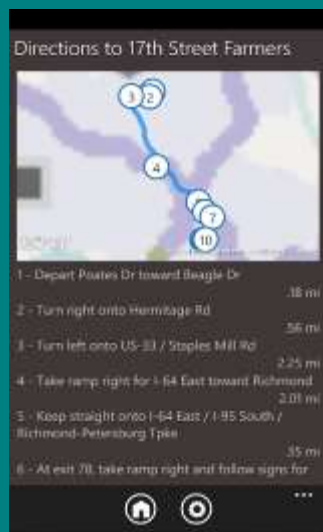 Directions to 17th Street Farmers
3
2
4
7
10
1 - Depart Poates Dr toward Beagle Dr
.18 mi
2 - Turn right onto Hermitage Rd
.56 mi
3 - Turn left onto US-33 / Staples Mill Rd
2.25 mi
4 - Take ramp right for I-64 East toward Richmond
2.01 mi
5 - Keep straight onto I-64 East / I-95 South /
Richmond-Petersburg Tpke
.35 mi
6 - At exit 78, take ramp right and follow signs for